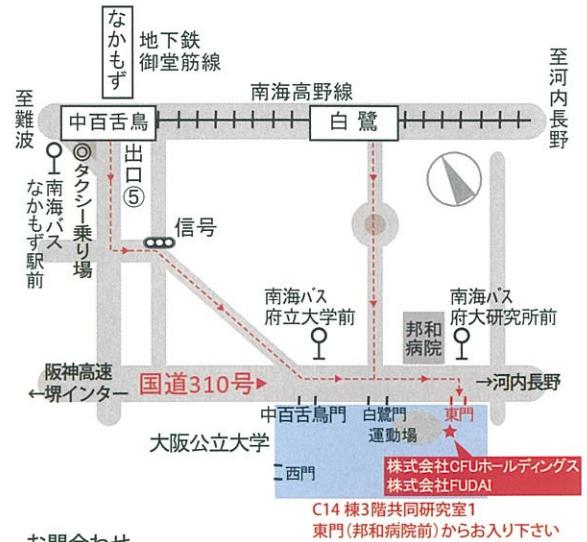 なかもず
地下鉄
御堂筋線
至難波
中百舌鳥
南海高野線
白鷺
至河内長野
出口⑤
◎タクシー乗り場
南海バス
なかもず駅前
信号
南海バス
府立大学前
邦和
病院
南海バス
府大研究所前
阪神高速
←堺インター
国道310号▶
→河内長野
中百舌鳥門
白鷺門
東門
運動場
大阪公立大学
西門
株式会社CFUホールディングス
株式会社FUDAI
C14 棟3階共同研究室1
東門(邦和病院前)からお入り下さい